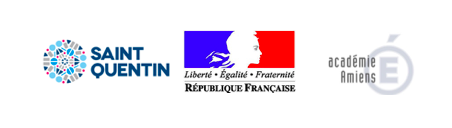 SAINT
QUENTIN
Liberté • Égalité • Fraternité
RÉPUBLIQUE FRANÇAISE
académie
Amiens
É